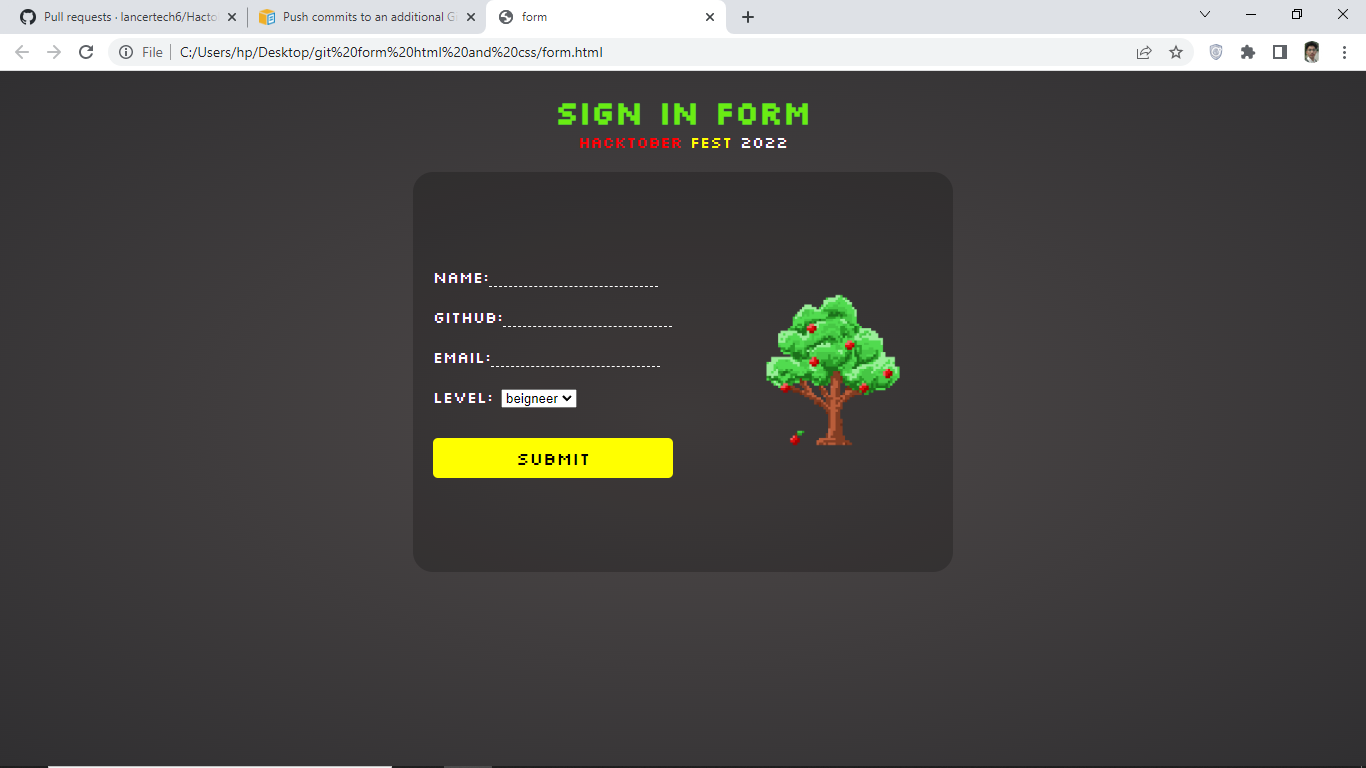 Pull requests · lancertech6/Hacto
Push commits to an additional Gi
form
File
C:/Users/hp/Desktop/git%20form%20html%20and%20css/form.html
SIGN IN FORM
HACKTOBER FEST 2022
NAME:
GITHUB:
EMAIL:
LEVEL: beigneer
SUBMIT